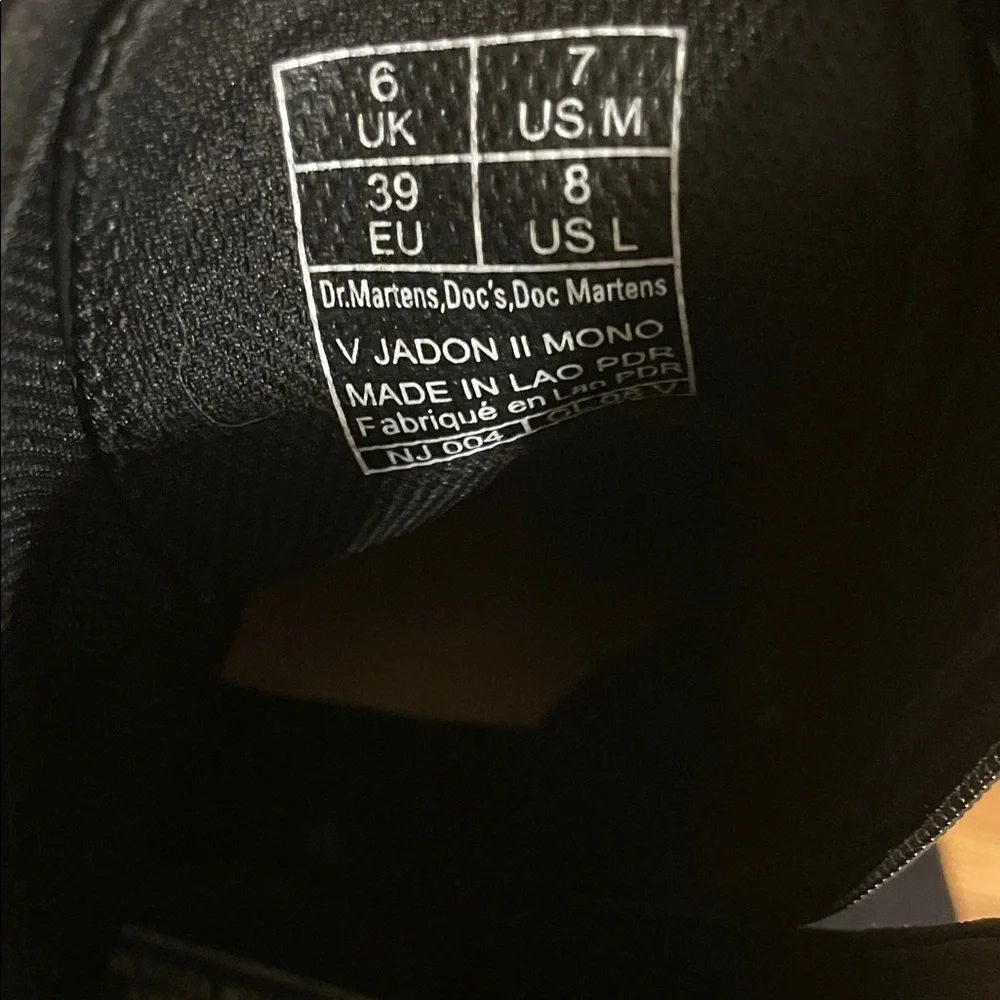 6 7
UK US M
39 8
EU US L
Dr.Martens,Doc's,Doc Martens
V JADON II MONO
MADE IN LAO PDR
Fabriqué en Lao PDR
NJ 004